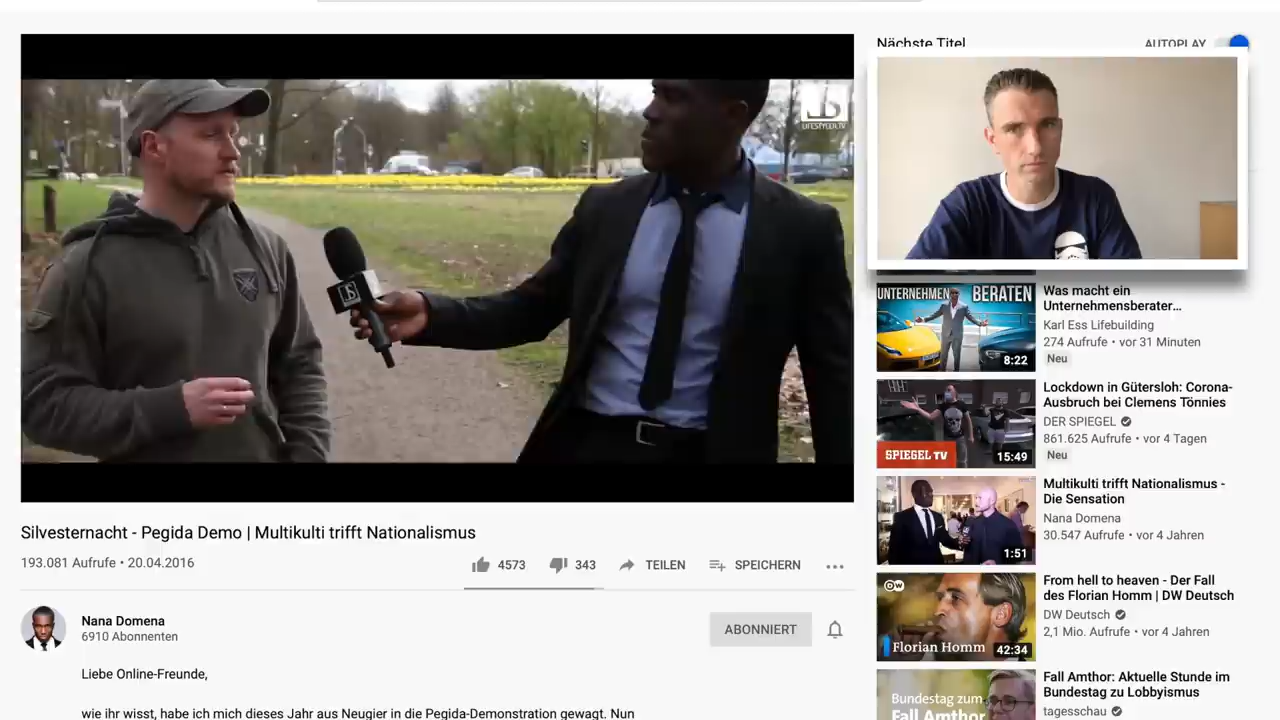 Nächste Titel
AUTOPLAY
LIFESTYLER.TV
UNTERNEHMEN BERATEN
8:22
Was macht ein
Unternehmensberater…
Karl Ess Lifebuilding
274 Aufrufe • vor 31 Minuten
Neu
SPIEGEL TV
15:49
Lockdown in Gütersloh: Corona-
Ausbruch bei Clemens Tönnies
DER SPIEGEL
861.625 Aufrufe • vor 4 Tagen
Neu
1:51
Multikulti trifft Nationalismus -
Die Sensation
Nana Domena
30.547 Aufrufe • vor 4 Jahren
DW
Florian Homm
42:34
From hell to heaven - Der Fall
des Florian Homm | DW Deutsch
DW Deutsch
2,1 Mio. Aufrufe • vor 4 Jahren
Bundestag zum
Fall Amthor
Fall Amthor: Aktuelle Stunde im
Bundestag zu Lobbyismus
tagesschau
Silvesternacht - Pegida Demo | Multikulti trifft Nationalismus
193.081 Aufrufe • 20.04.2016
4573
343
TEILEN
SPEICHERN
Nana Domena
6910 Abonnenten
ABONNIERT
Liebe Online-Freunde,
wie ihr wisst, habe ich mich dieses Jahr aus Neugier in die Pegida-Demonstration gewagt. Nun